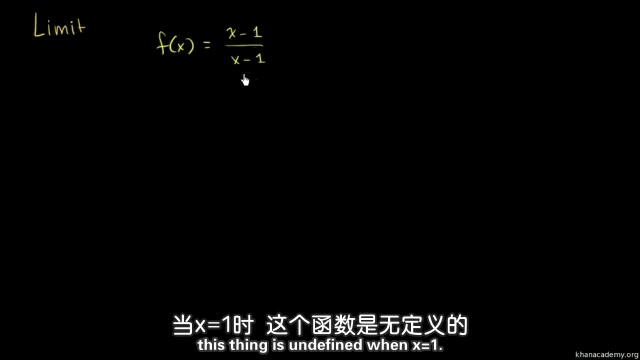 Limit
f(x) = x - 1 / x - 1
当x=1时 这个函数是无定义的
this thing is undefined when x=1.
khanacademy.org